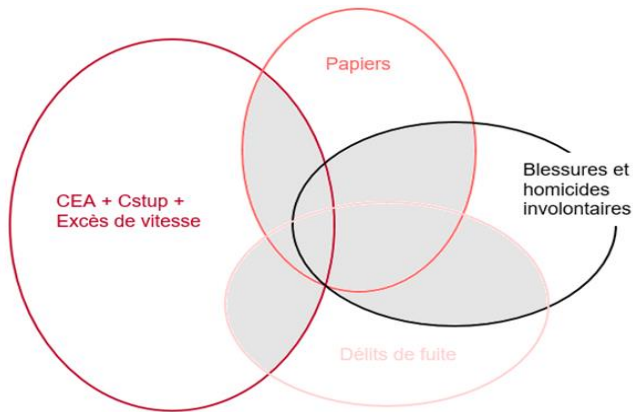 Papiers
CEA + Cstup +
Excès de vitesse
Blessures et
homicides
involontaires
Délits de fuite